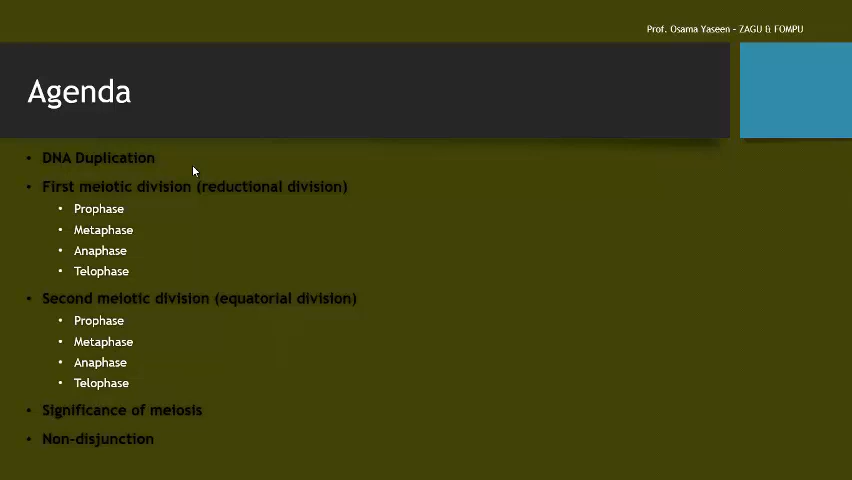 Prof. Osama Yaseen – ZAGU & FOMPU
Agenda
• DNA Duplication
• First meiotic division (reductional division)
• Prophase
• Metaphase
• Anaphase
• Telophase
• Second meiotic division (equatorial division)
• Prophase
• Metaphase
• Anaphase
• Telophase
• Significance of meiosis
• Non-disjunction